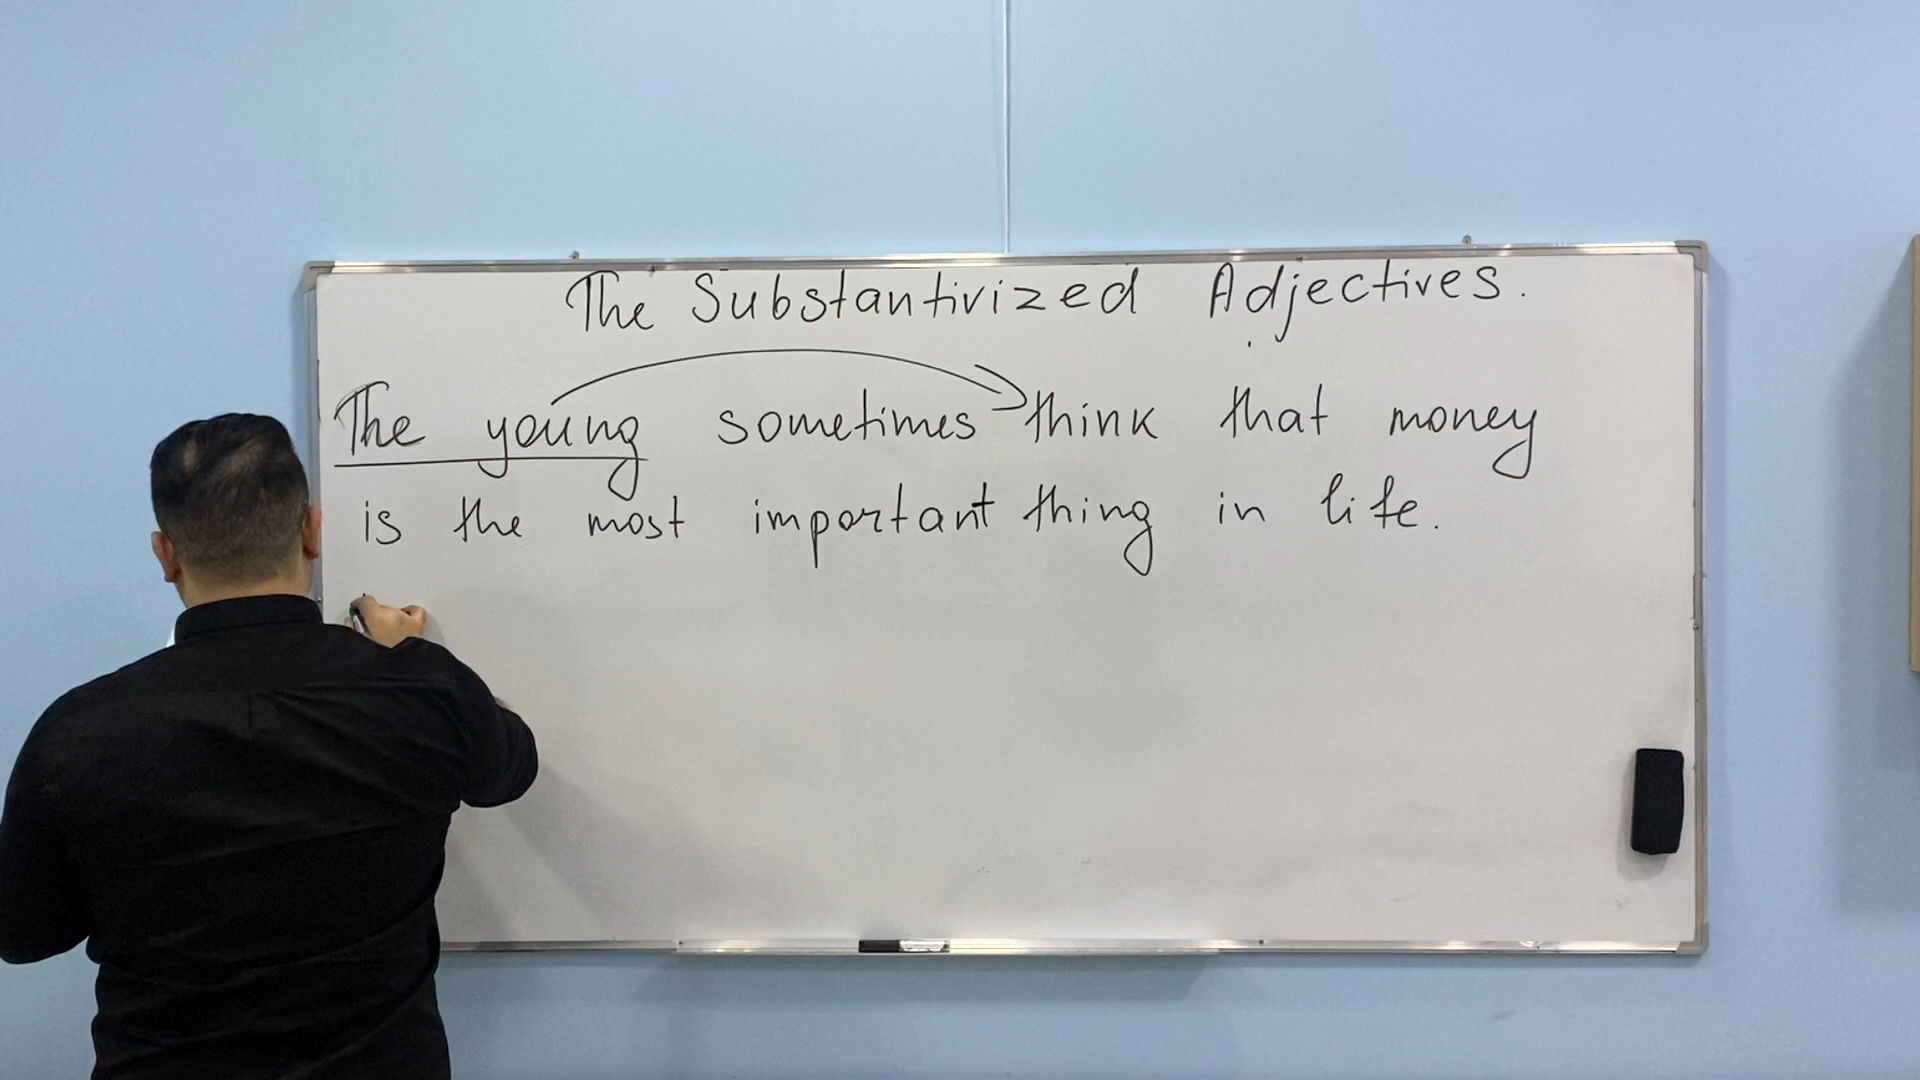 The Substantivized Adjectives.
The young sometimes think that money
is the most important thing in life.